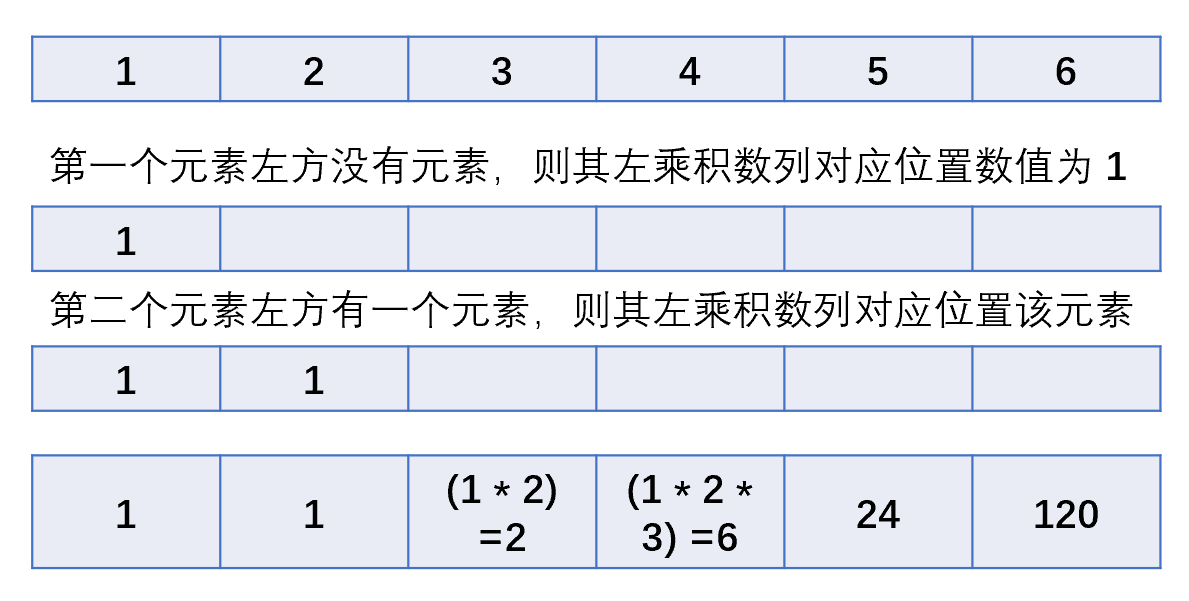 1 2 3 4 5 6
第一个元素左方没有元素，则其左乘积数列对应位置数值为 1
1
第二个元素左方有一个元素，则其左乘积数列对应位置该元素
1 1
1 1 (1 * 2) =2 (1 * 2 * 3) =6 24 120